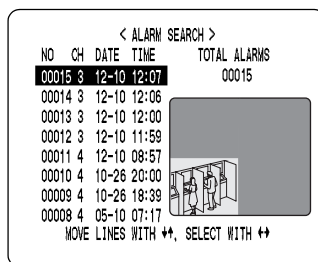 < ALARM SEARCH >
NO CH DATE TIME TOTAL ALARMS
00015 3 12-10 12:07 00015
00014 3 12-10 12:06
00013 3 12-10 12:00
00012 3 12-10 11:59
00011 4 12-10 08:57
00010 4 10-26 20:00
00009 4 10-26 18:39
00008 4 05-10 07:17
MOVE LINES WITH ↓↑, SELECT WITH ↔